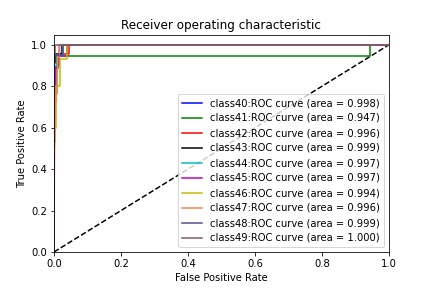 Receiver operating characteristic
True Positive Rate
1.0
0.8
0.6
0.4
0.2
0.0
class40:ROC curve (area = 0.998)
class41:ROC curve (area = 0.947)
class42:ROC curve (area = 0.996)
class43:ROC curve (area = 0.999)
class44:ROC curve (area = 0.997)
class45:ROC curve (area = 0.997)
class46:ROC curve (area = 0.994)
class47:ROC curve (area = 0.996)
class48:ROC curve (area = 0.999)
class49:ROC curve (area = 1.000)
0.0 0.2 0.4 0.6 0.8 1.0
False Positive Rate